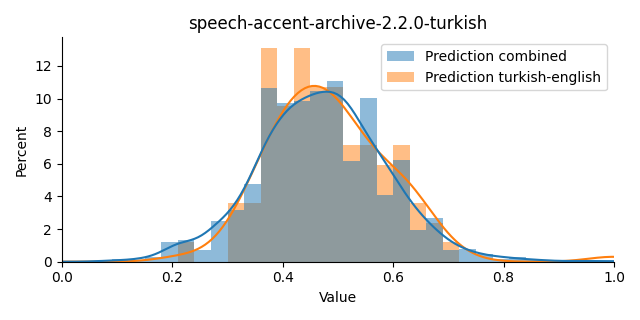 speech-accent-archive-2.2.0-turkish
Prediction combined
Prediction turkish-english
Percent
12
10
8
6
4
2
0
0.0 0.2 0.4 0.6 0.8 1.0
Value